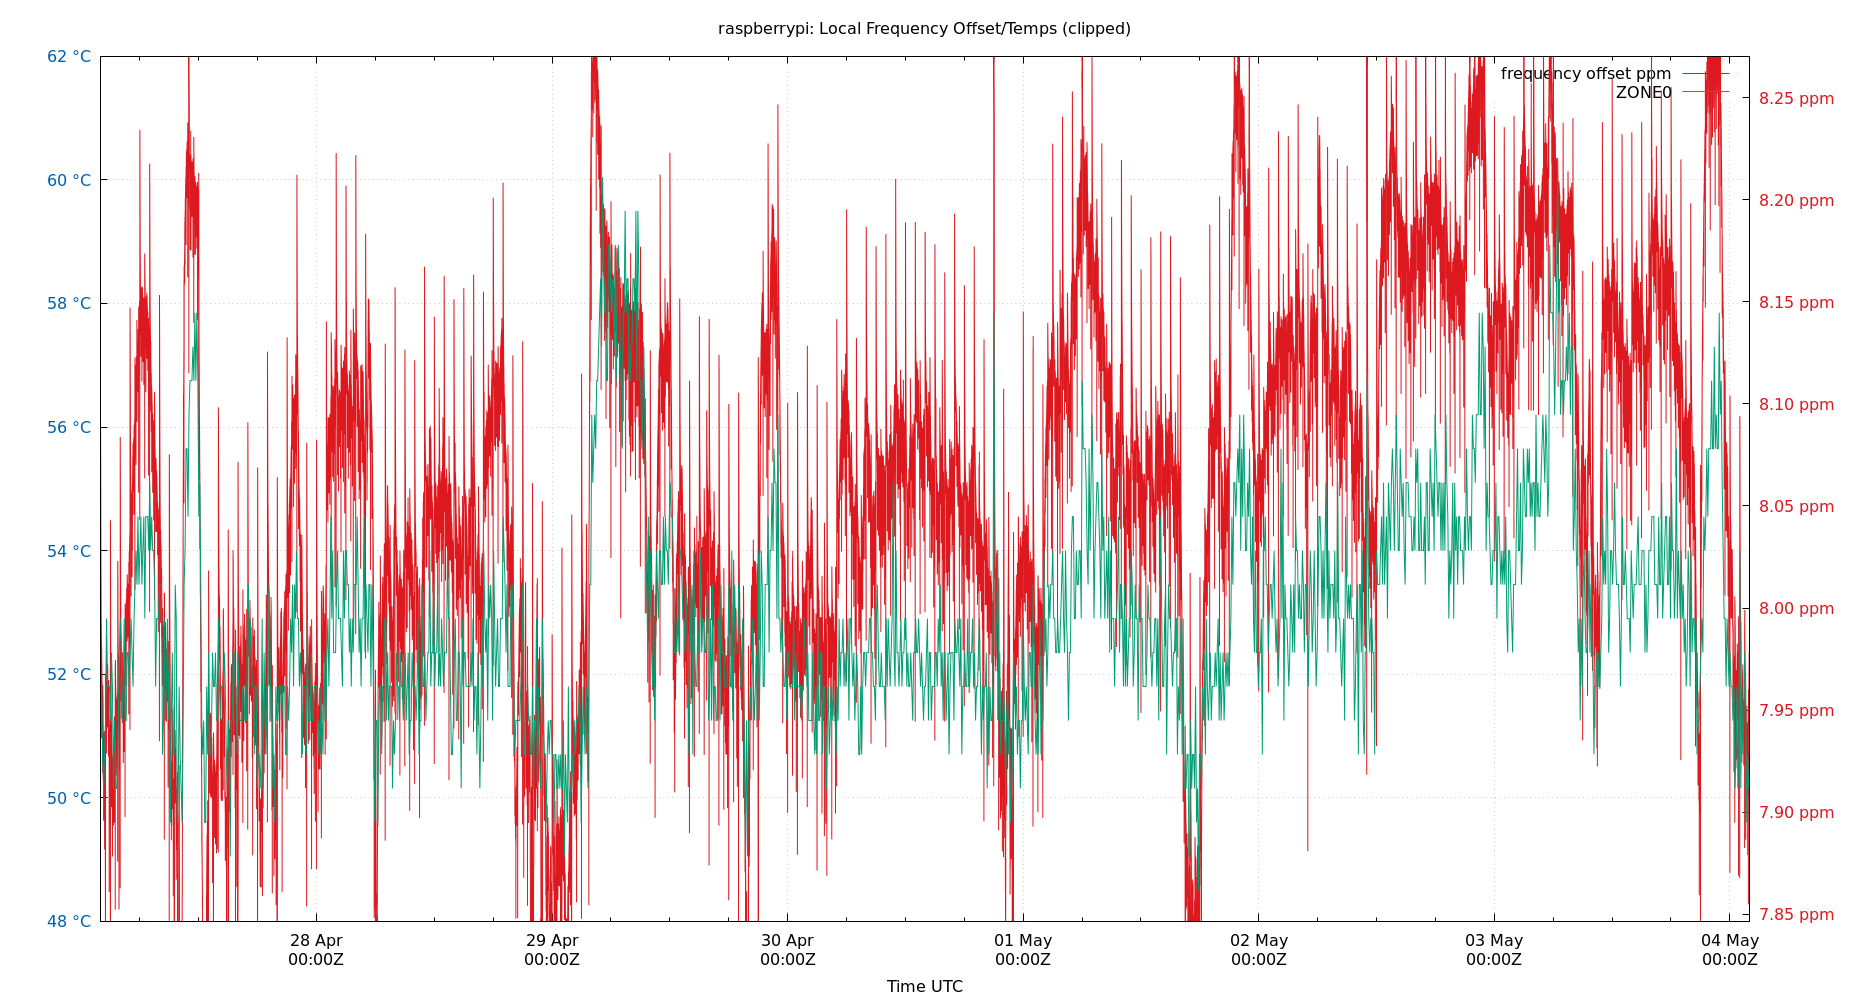 raspberrypi: Local Frequency Offset/Temps (clipped)
62 °C
60 °C
58 °C
56 °C
54 °C
52 °C
50 °C
48 °C
frequency offset ppm
ZONE0
8.25 ppm
8.20 ppm
8.15 ppm
8.10 ppm
8.05 ppm
8.00 ppm
7.95 ppm
7.90 ppm
7.85 ppm
28 Apr
00:00Z
29 Apr
00:00Z
30 Apr
00:00Z
01 May
00:00Z
02 May
00:00Z
03 May
00:00Z
04 May
00:00Z
Time UTC